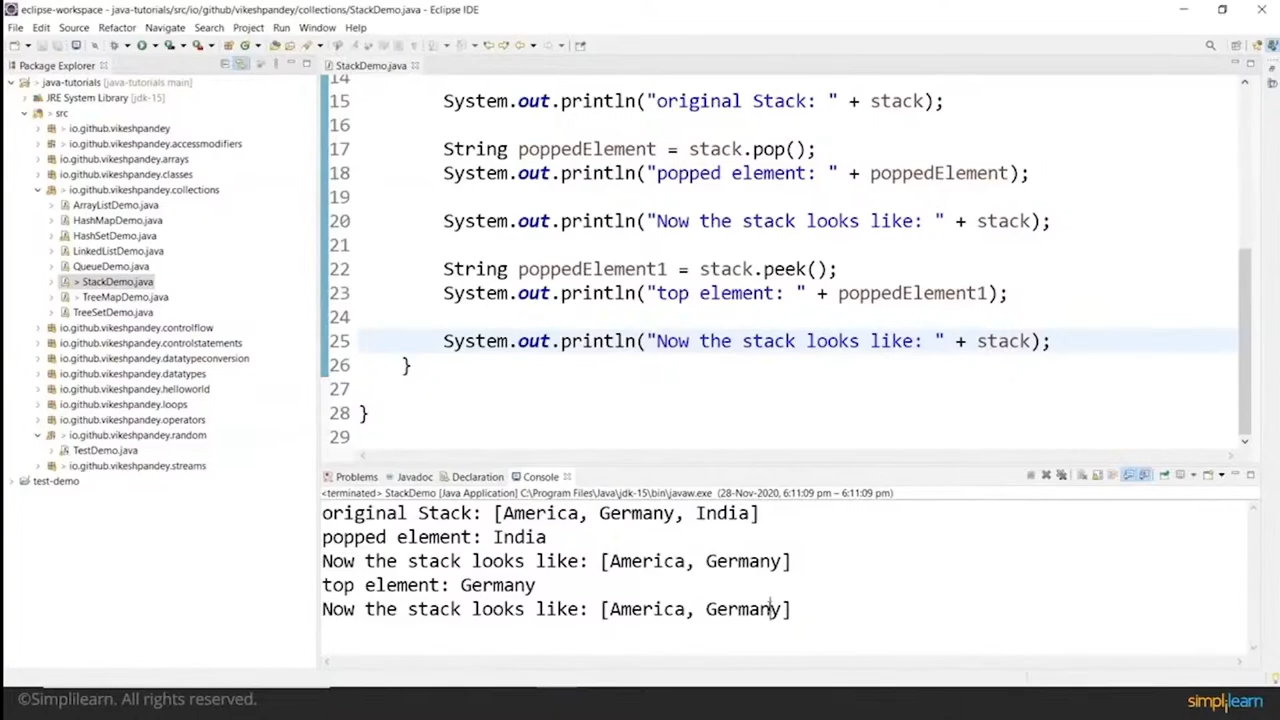 eclipse-workspace - java-tutorials/src/io/github/vikeshpandey/collections/StackDemo.java - Eclipse IDE
File Edit Source Refactor Navigate Search Project Run Window Help
Package Explorer
java-tutorials [java-tutorials main]
JRE System Library [jdk-15]
> src
> io.github.vikeshpandey
> io.github.vikeshpandey.accessmodifiers
io.github.vikeshpandey.arrays
io.github.vikeshpandey.classes
> io.github.vikeshpandey.collections
ArrayListDemo.java
HashMapDemo.java
HashSetDemo.java
LinkedListDemo.java
QueueDemo.java
> StackDemo.java
> TreeMapDemo.java
TreeSetDemo.java
io.github.vikeshpandey.controlflow
io.github.vikeshpandey.controlstatements
io.github.vikeshpandey.datatypeconversion
io.github.vikeshpandey.datatypes
io.github.vikeshpandey.helloworld
io.github.vikeshpandey.loops
io.github.vikeshpandey.operators
> io.github.vikeshpandey.random
TestDemo.java
> io.github.vikeshpandey.streams
test-demo
StackDemo.java
14
15 System.out.println("original Stack: " + stack);
16
17 String poppedElement = stack.pop();
18 System.out.println("popped element: " + poppedElement);
19
20 System.out.println("Now the stack looks like: " + stack);
21
22 String poppedElement1 = stack.peek();
23 System.out.println("top element: " + poppedElement1);
24
25 System.out.println("Now the stack looks like: " + stack);
26 }
27
28 }
29
Problems Javadoc Declaration Console
<terminated> StackDemo [Java Application] C:\Program Files\Java\jdk-15\bin\javaw.exe (28-Nov-2020, 6:11:09 pm – 6:11:09 pm)
original Stack: [America, Germany, India]
popped element: India
Now the stack looks like: [America, Germany]
top element: Germany
Now the stack looks like: [America, Germany]
©Simplilearn. All rights reserved.
simplilearn